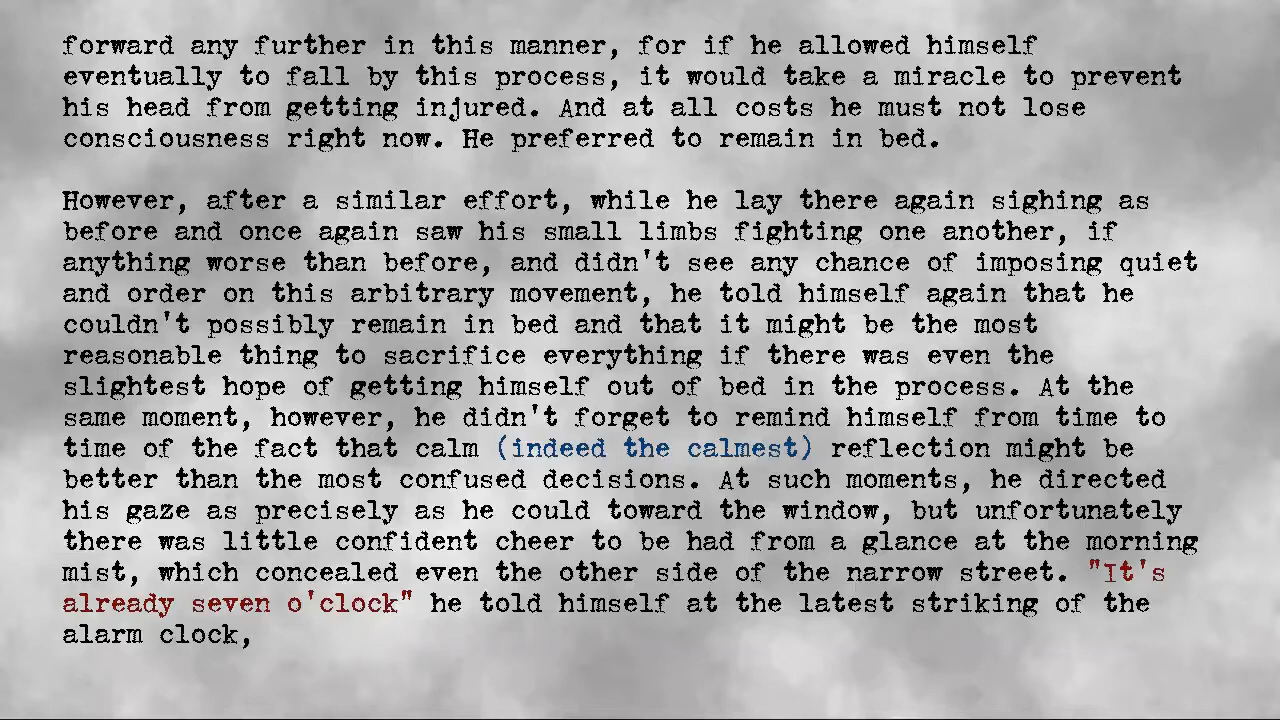 forward any further in this manner, for if he allowed himself
eventually to fall by this process, it would take a miracle to prevent
his head from getting injured. And at all costs he must not lose
consciousness right now. He preferred to remain in bed.

However, after a similar effort, while he lay there again sighing as
before and once again saw his small limbs fighting one another, if
anything worse than before, and didn't see any chance of imposing quiet
and order on this arbitrary movement, he told himself again that he
couldn't possibly remain in bed and that it might be the most
reasonable thing to sacrifice everything if there was even the
slightest hope of getting himself out of bed in the process. At the
same moment, however, he didn't forget to remind himself from time to
time of the fact that calm (indeed the calmest) reflection might be
better than the most confused decisions. At such moments, he directed
his gaze as precisely as he could toward the window, but unfortunately
there was little confident cheer to be had from a glance at the morning
mist, which concealed even the other side of the narrow street. "It's
already seven o'clock" he told himself at the latest striking of the
alarm clock,